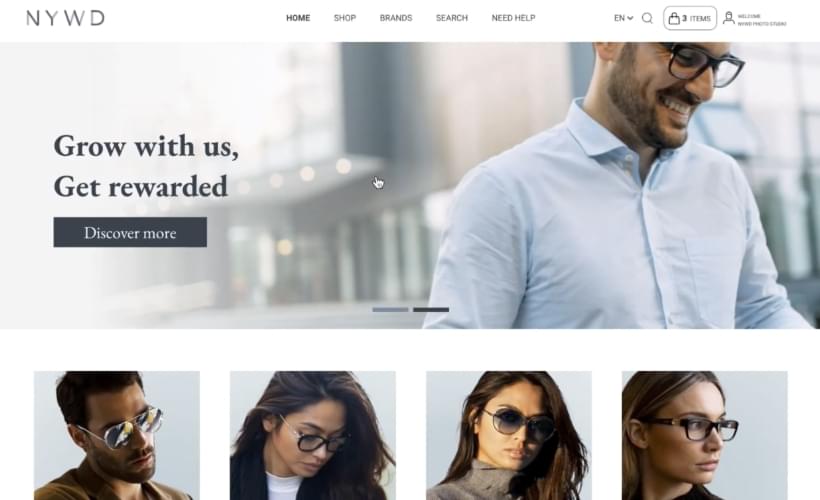 NYWD
HOME SHOP BRANDS SEARCH NEED HELP
EN
3 ITEMS
WELCOME
NYWD PHOTO STUDIO
Grow with us,
Get rewarded
Discover more